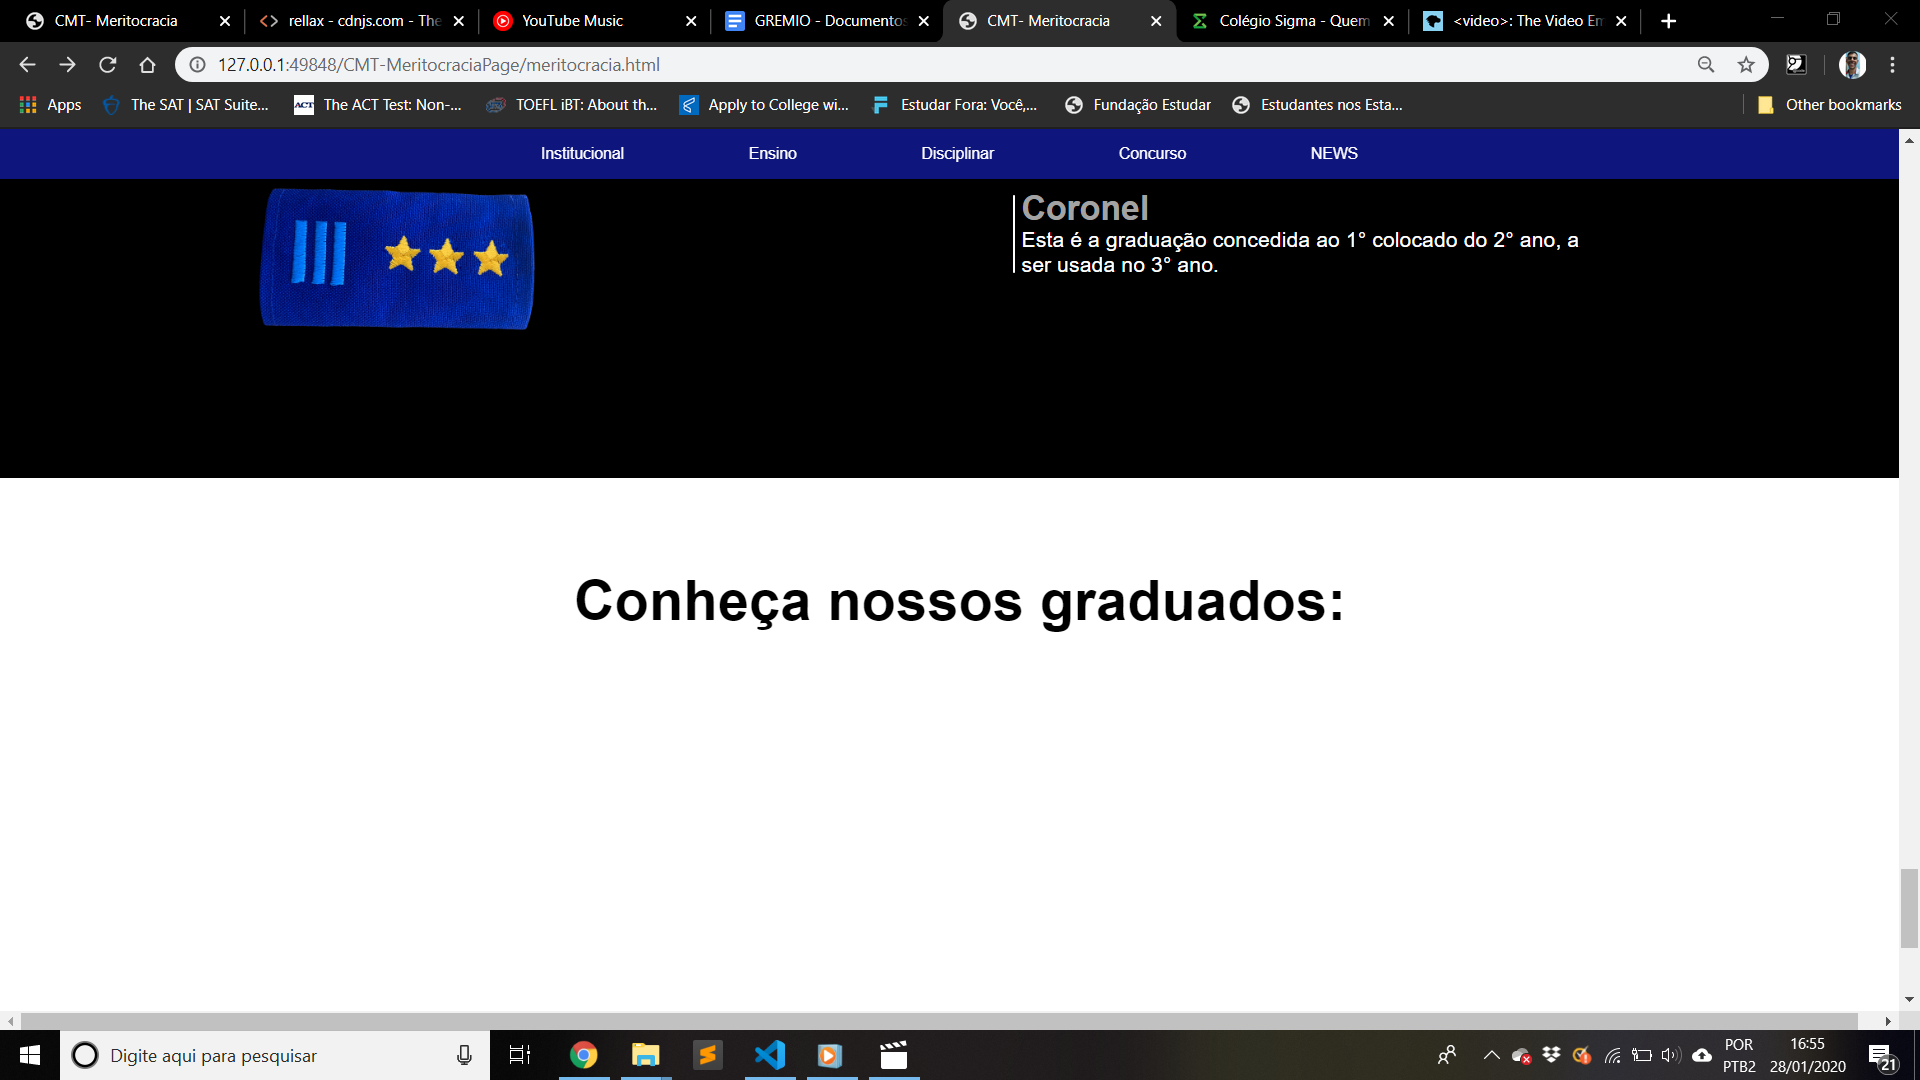 CMT- Meritocracia
rellax - cdnjs.com - The
YouTube Music
GREMIO - Documentos
CMT- Meritocracia
Colégio Sigma - Quem
<video>: The Video Em
127.0.0.1:49848/CMT-MeritocraciaPage/meritocracia.html
Apps
The SAT | SAT Suite...
ACT
The ACT Test: Non-...
TOEFL iBT: About th...
Apply to College wi...
Estudar Fora: Você,...
Fundação Estudar
Estudantes nos Esta...
Other bookmarks
Institucional
Ensino
Disciplinar
Concurso
NEWS
Coronel
Esta é a graduação concedida ao 1° colocado do 2° ano, a
ser usada no 3° ano.
Conheça nossos graduados:
Digite aqui para pesquisar
POR
PTB2
16:55
28/01/2020
21